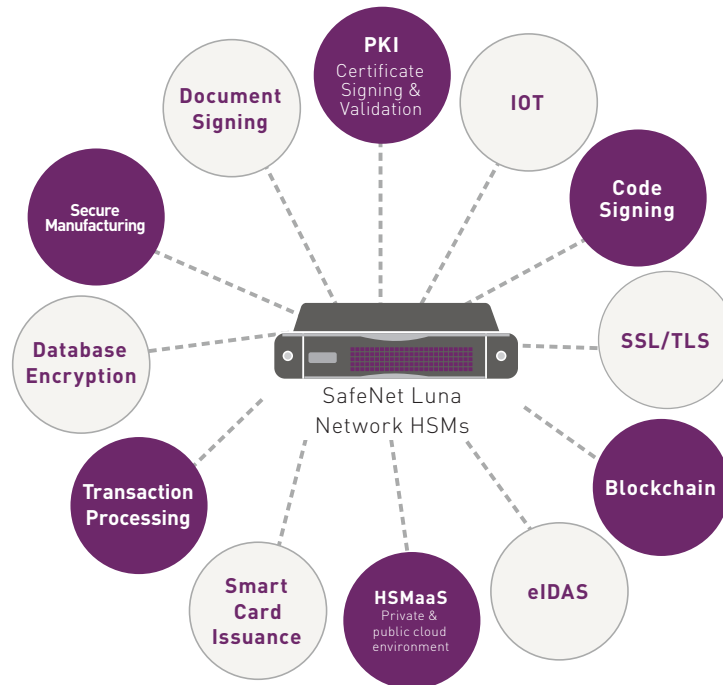 PKI
Certificate
Signing &
Validation
Document
Signing
IOT
Code
Signing
Secure
Manufacturing
SSL/TLS
Database
Encryption
SafeNet Luna
Network HSMs
Blockchain
Transaction
Processing
eIDAS
Smart
Card
Issuance
HSMaaS
Private &
public cloud
environment